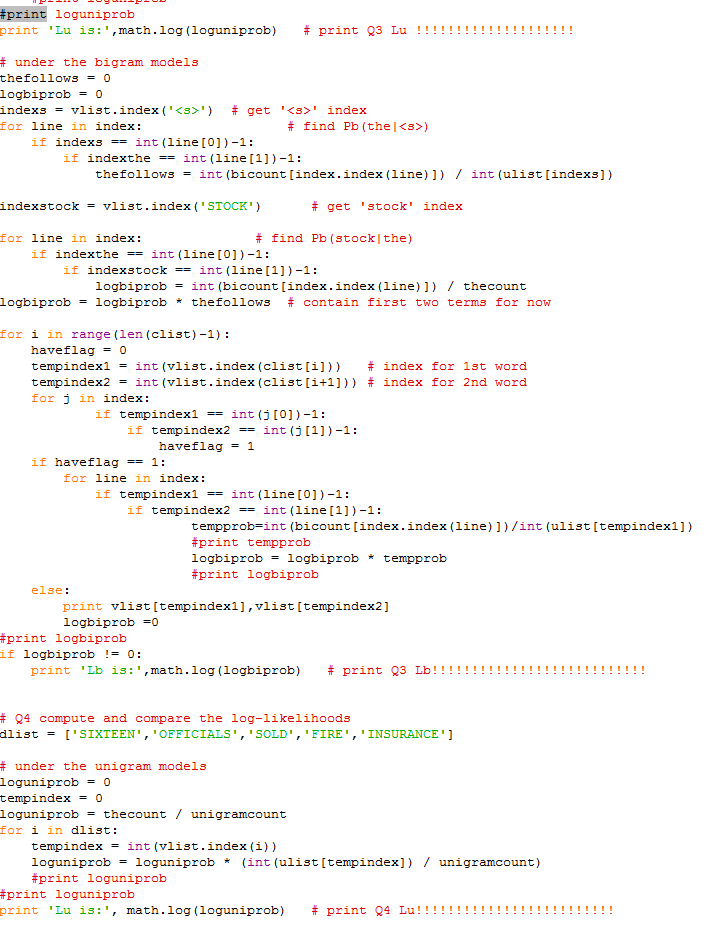 #print loguniprob
#print loguniprob
print 'Lu is:',math.log(loguniprob)   # print Q3 Lu !!!!!!!!!!!!!!!!!!!!

# under the bigram models
thefollows = 0
logbiprob = 0
indexs = vlist.index('<s>')  # get '<s>' index
for line in index:                  # find Pb(the|<s>)
    if indexs == int(line[0])-1:
        if indexthe == int(line[1])-1:
            thefollows = int(bicount[index.index(line)]) / int(ulist[indexs])

indexstock = vlist.index('STOCK')      # get 'stock' index

for line in index:              # find Pb(stock|the)
    if indexthe == int(line[0])-1:
        if indexstock == int(line[1])-1:
            logbiprob = int(bicount[index.index(line)]) / thecount
logbiprob = logbiprob * thefollows  # contain first two terms for now

for i in range(len(clist)-1):
    haveflag = 0
    tempindex1 = int(vlist.index(clist[i]))   # index for 1st word
    tempindex2 = int(vlist.index(clist[i+1])) # index for 2nd word
    for j in index:
            if tempindex1 == int(j[0])-1:
                if tempindex2 == int(j[1])-1:
                    haveflag = 1
    if haveflag == 1:
        for line in index:
            if tempindex1 == int(line[0])-1:
                if tempindex2 == int(line[1])-1:
                        tempprob=int(bicount[index.index(line)])/int(ulist[tempindex1])
                        #print tempprob
                        logbiprob = logbiprob * tempprob
                        #print logbiprob
    else:
        print vlist[tempindex1],vlist[tempindex2]
        logbiprob =0
#print logbiprob
if logbiprob != 0:
    print 'Lb is:',math.log(logbiprob)   # print Q3 Lb!!!!!!!!!!!!!!!!!!!!!!!!!!!


# Q4 compute and compare the log-likelihoods
dlist = ['SIXTEEN','OFFICIALS','SOLD','FIRE','INSURANCE']

# under the unigram models
loguniprob = 0
tempindex = 0
loguniprob = thecount / unigramcount
for i in dlist:
    tempindex = int(vlist.index(i))
    loguniprob = loguniprob * (int(ulist[tempindex]) / unigramcount)
    #print loguniprob
#print loguniprob
print 'Lu is:', math.log(loguniprob)   # print Q4 Lu!!!!!!!!!!!!!!!!!!!!!!!!!